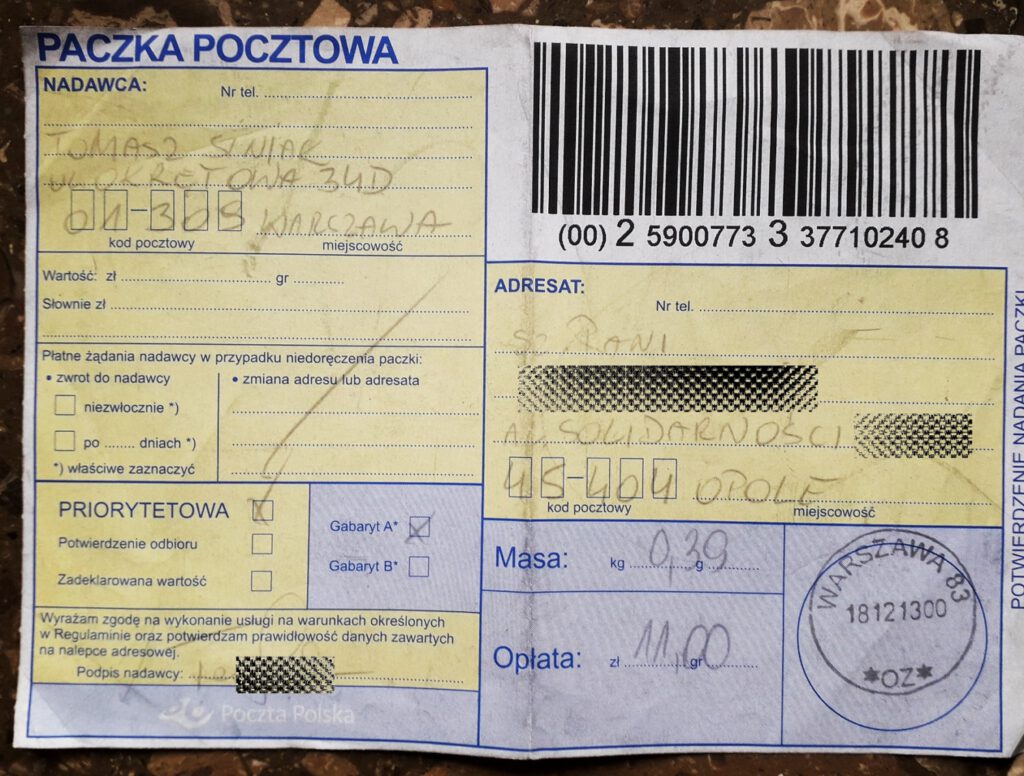 PACZKA POCZTOWA
NADAWCA:
Nr tel.
TOMASZ
UL. OKRĘTOWA 34D
01-309 WARCZAWA
kod pocztowy miejscowość
Wartość: zł gr
Słownie zł
Płatne żądania nadawcy w przypadku niedoręczenia paczki:
• zwrot do nadawcy
niezwłocznie *)
po ....... dniach *)
*) właściwe zaznaczyć
• zmiana adresu lub adresata
PRIORYTETOWA X
Potwierdzenie odbioru
Zadeklarowana wartość
Gabaryt A* X
Gabaryt B*
Wyrażam zgodę na wykonanie usługi na warunkach określonych
w Regulaminie oraz potwierdzam prawidłowość danych zawartych
na nalepce adresowej.
Podpis nadawcy:
Poczta Polska
(00) 2 5900773 3 37710240 8
ADRESAT:
Nr tel.
SZ. PANI
AL. SOLIDARNOŚCI
45-404 OPOLE
kod pocztowy miejscowość
Masa: kg 0,39 g
Opłata: zł 11,00 gr
WARSZAWA 83
18121300
*OZ*
POTWIERDZENIE NADANIA PACZKI